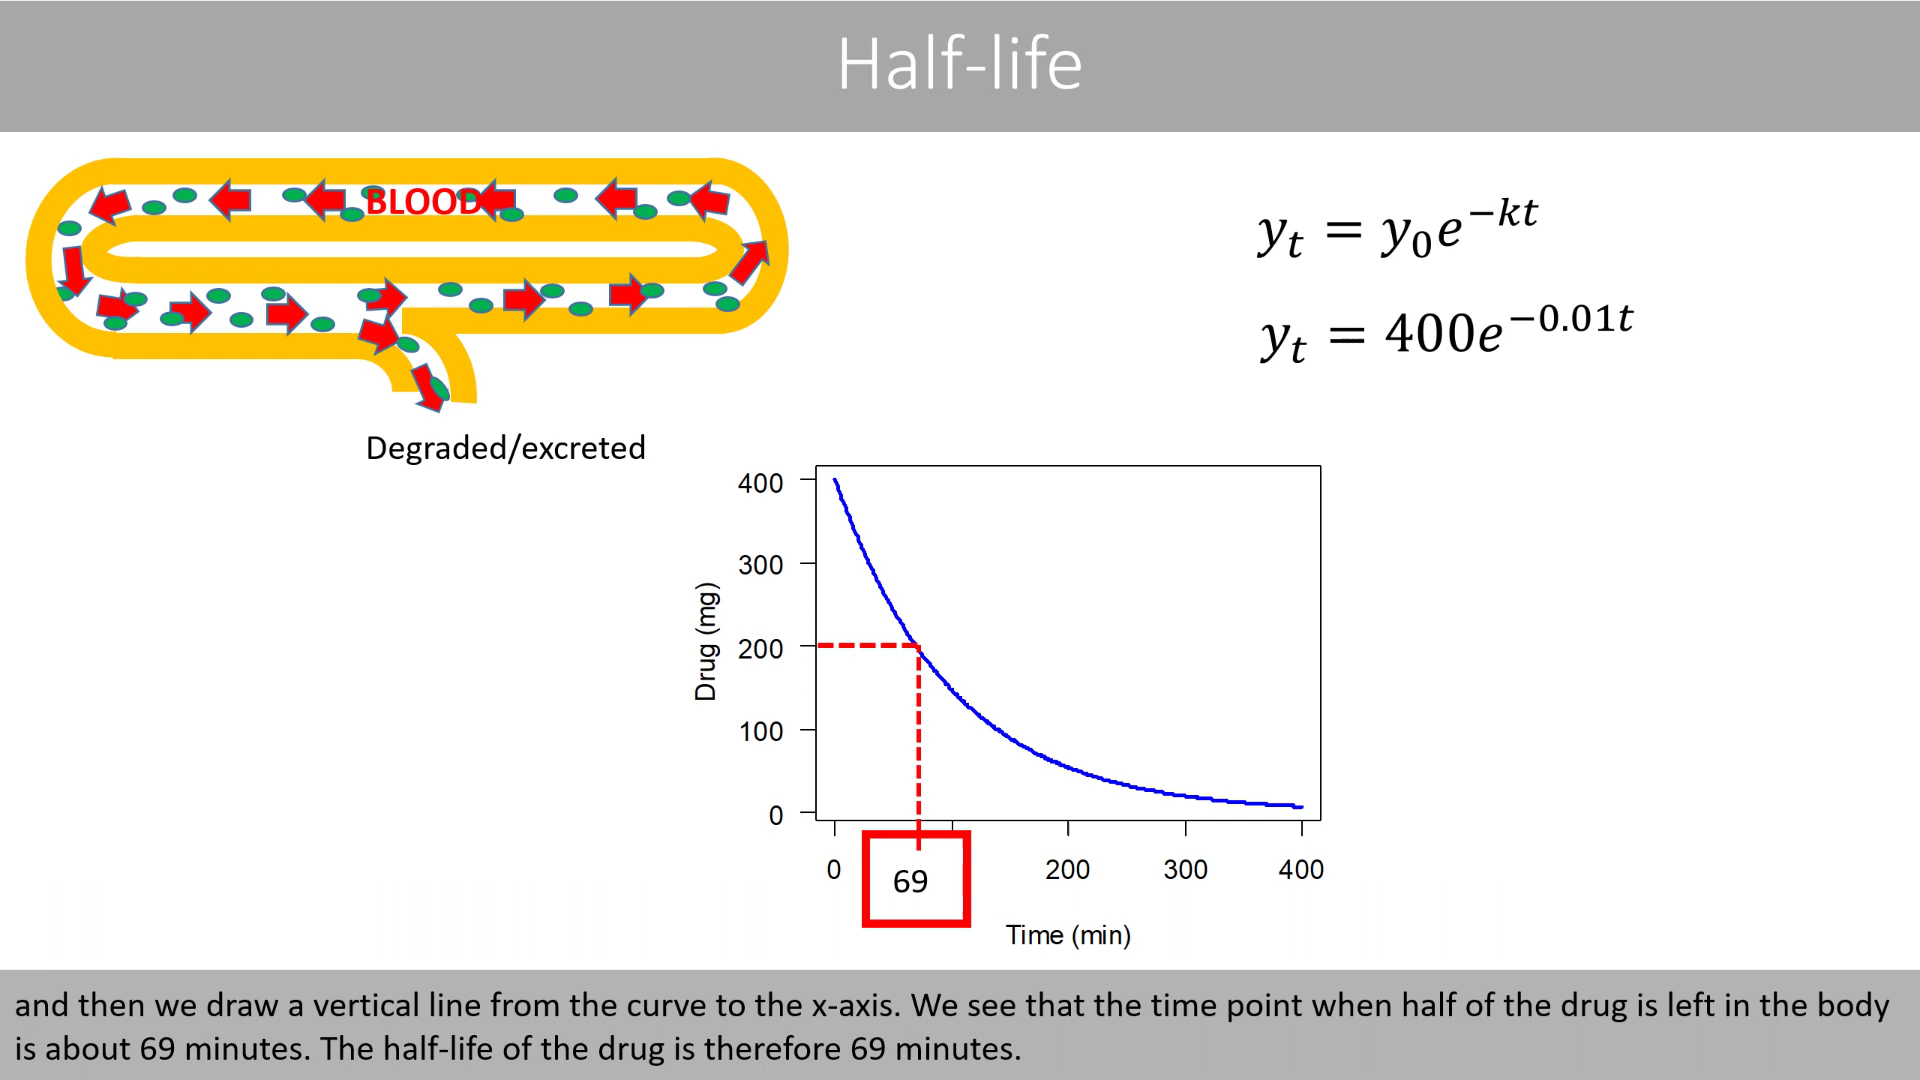 Half-life
BLOOD
Degraded/excreted
yₜ = y₀e^−kt
yₜ = 400e^−0.01t
400
300
200
100
0
Drug (mg)
0 69 200 300 400
Time (min)
and then we draw a vertical line from the curve to the x-axis. We see that the time point when half of the drug is left in the body
is about 69 minutes. The half-life of the drug is therefore 69 minutes.